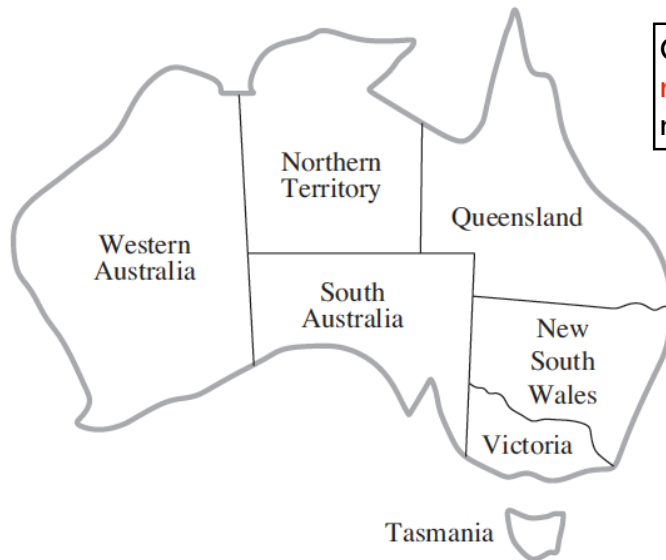 Northern
Territory
Queensland
Western
Australia
South
Australia
New
South
Wales
Victoria
Tasmania